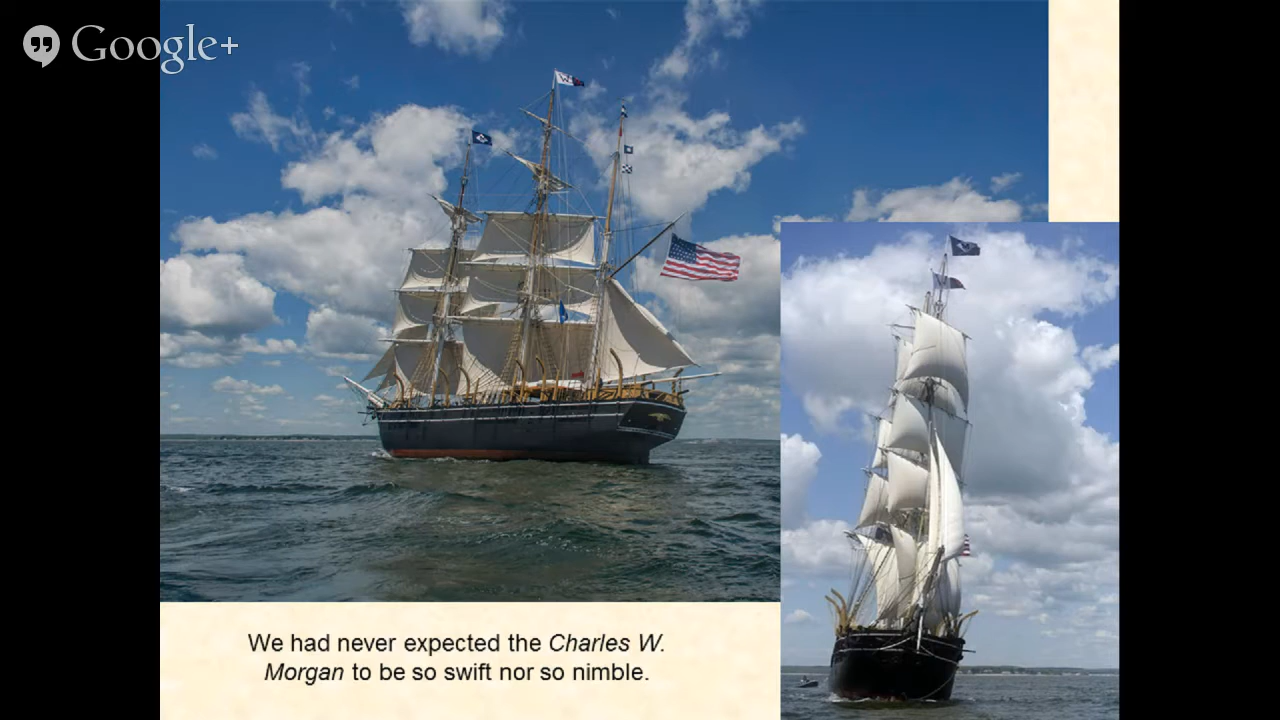 Google+
We had never expected the Charles W.
Morgan to be so swift nor so nimble.